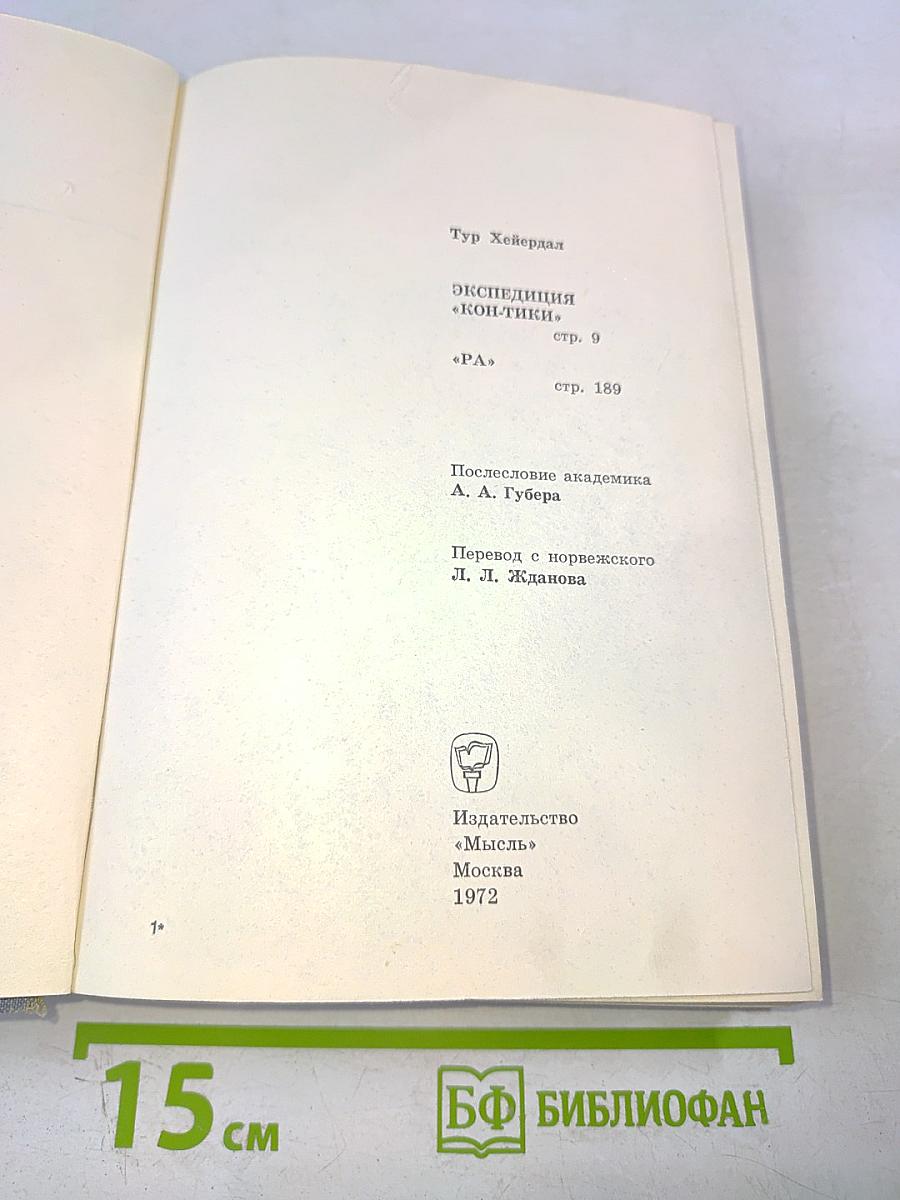 Тур Хейердал
ЭКСПЕДИЦИЯ
«КОН-ТИКИ»
стр. 9
«РА»
стр. 189
Послесловие академика
А. А. Губера
Перевод с норвежского
Л. Л. Жданова
Издательство
«Мысль»
Москва
1972
1*
15 см
БФ БИБЛИОФАН